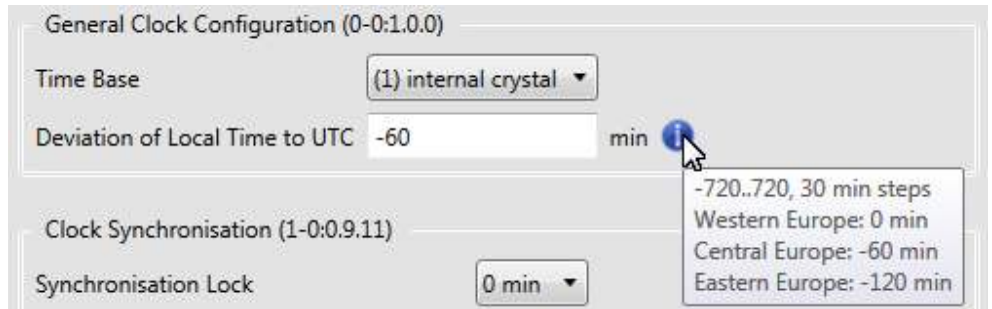 General Clock Configuration (0-0:1.0.0)
Time Base (1) internal crystal
Deviation of Local Time to UTC -60 min
-720..720, 30 min steps
Western Europe: 0 min
Central Europe: -60 min
Eastern Europe: -120 min
Clock Synchronisation (1-0:0.9.11)
Synchronisation Lock 0 min